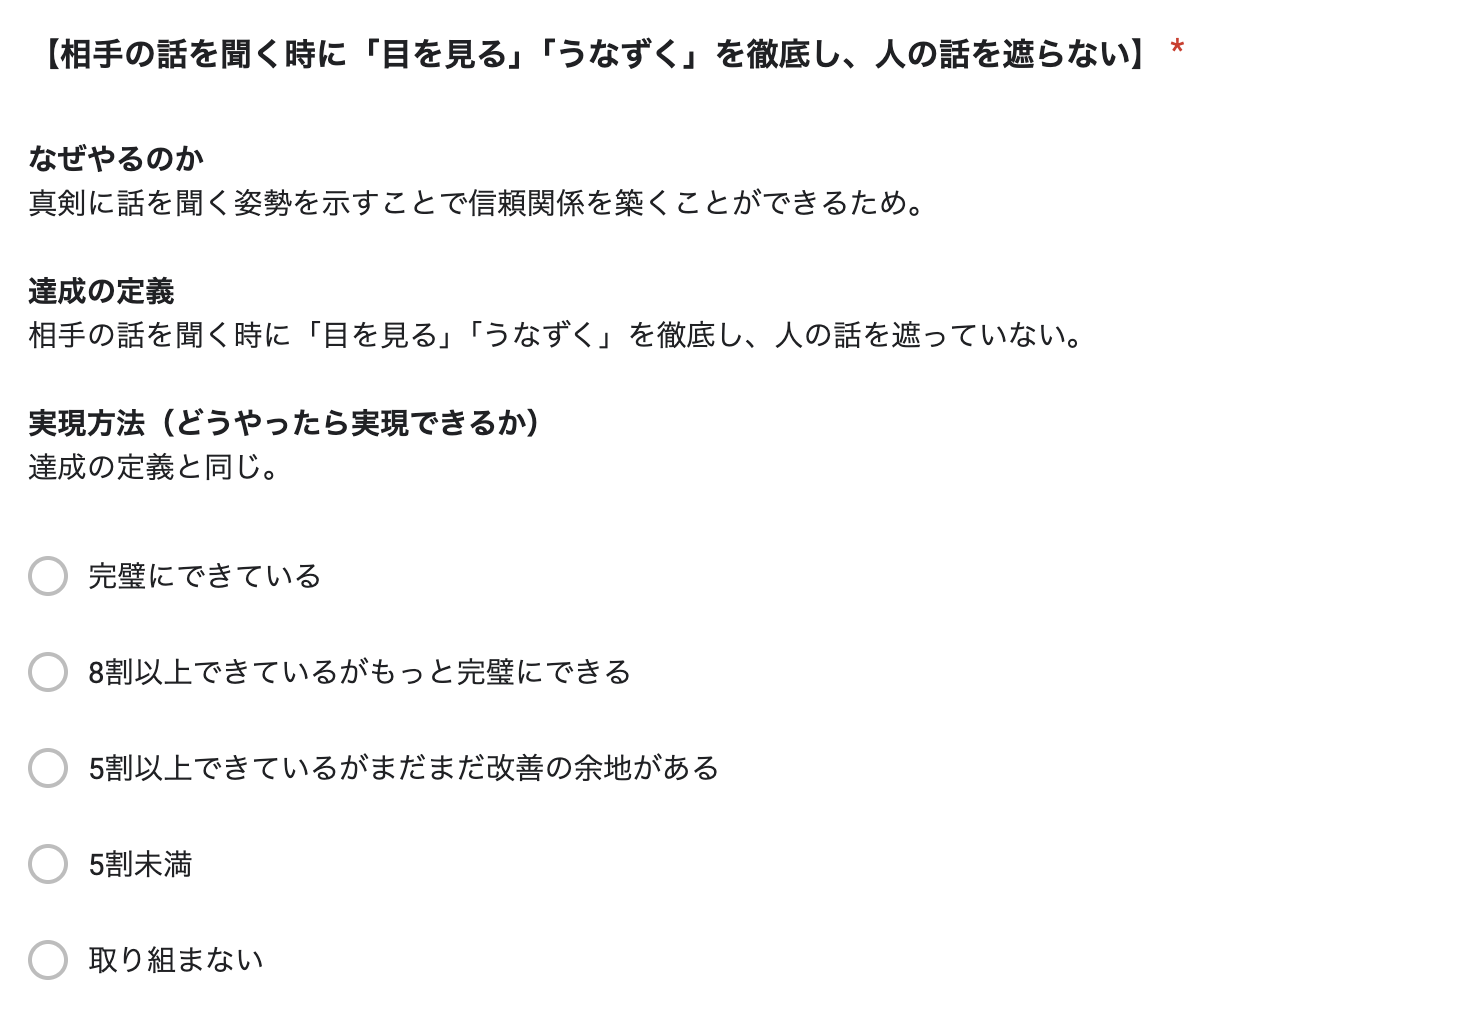 【相手の話を聞く時に「目を見る」「うなずく」を徹底し、人の話を遮らない】 *
なぜやるのか
真剣に話を聞く姿勢を示すことで信頼関係を築くことができるため。
達成の定義
相手の話を聞く時に「目を見る」「うなずく」を徹底し、人の話を遮っていない。
実現方法（どうやったら実現できるか）
達成の定義と同じ。
完璧にできている
8割以上できているがもっと完璧にできる
5割以上できているがまだまだ改善の余地がある
5割未満
取り組まない